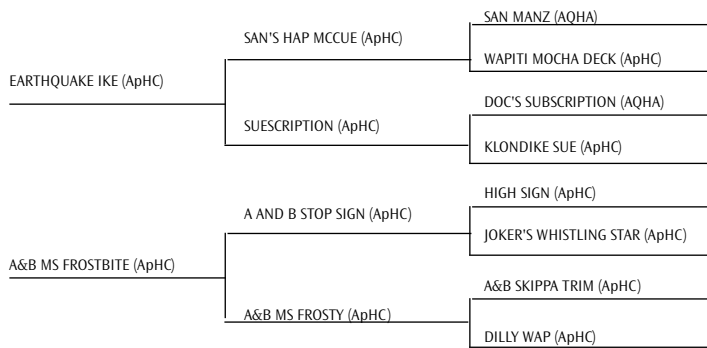 SAN MANZ (AQHA)
SAN'S HAP MCCUE (ApHC)
WAPITI MOCHA DECK (ApHC)
EARTHQUAKE IKE (ApHC)
DOC'S SUBSCRIPTION (AQHA)
SUESCRIPTION (ApHC)
KLONDIKE SUE (ApHC)
HIGH SIGN (ApHC)
A AND B STOP SIGN (ApHC)
JOKER'S WHISTLING STAR (ApHC)
A&B MS FROSTBITE (ApHC)
A&B SKIPPA TRIM (ApHC)
A&B MS FROSTY (ApHC)
DILLY WAP (ApHC)